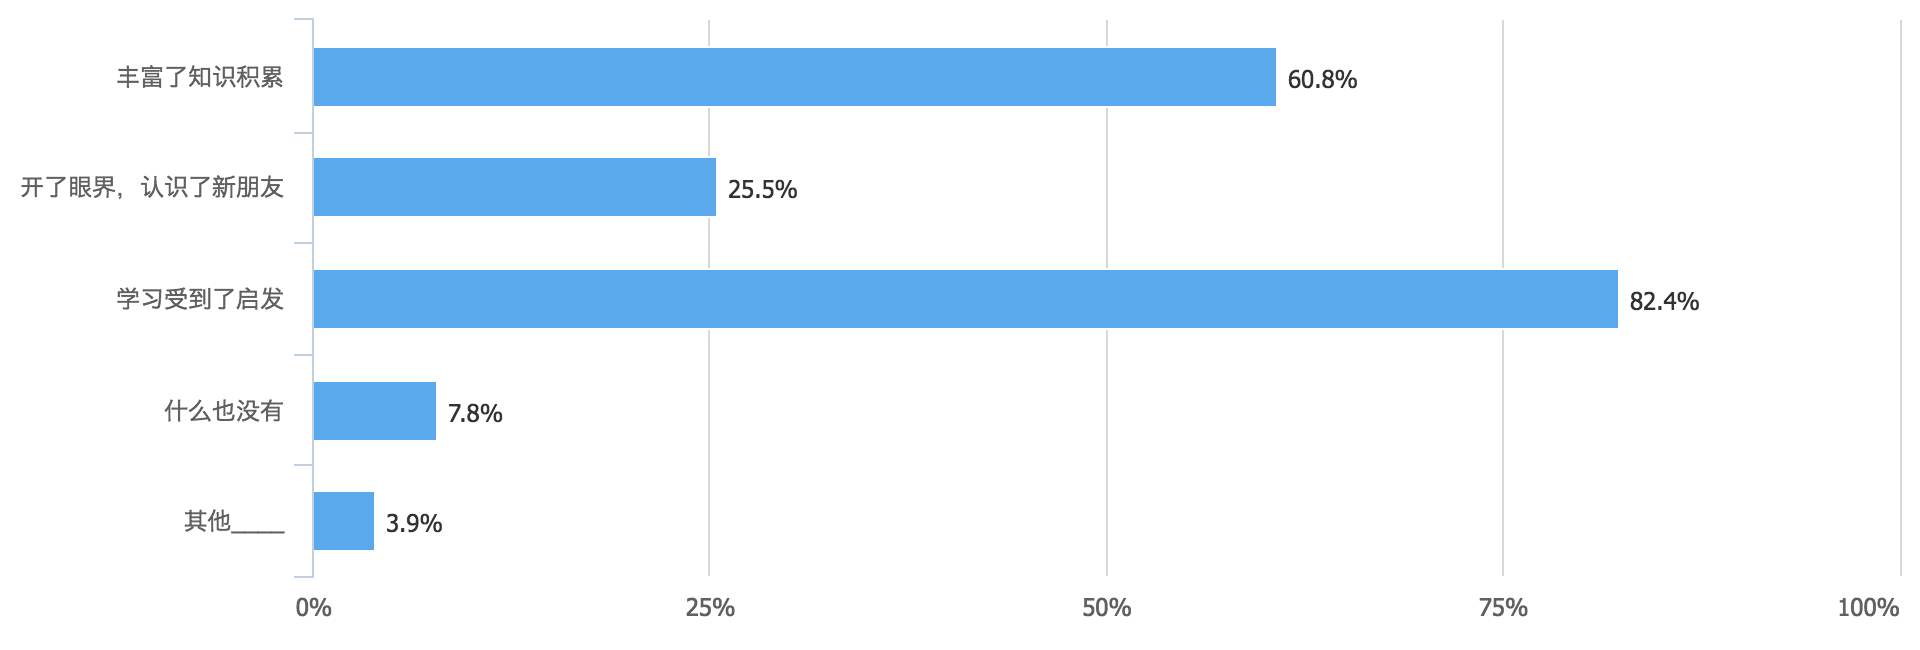 丰富了知识积累
60.8%
开了眼界，认识了新朋友
25.5%
学习受到了启发
82.4%
什么也没有
7.8%
其他____
3.9%
0%
25%
50%
75%
100%